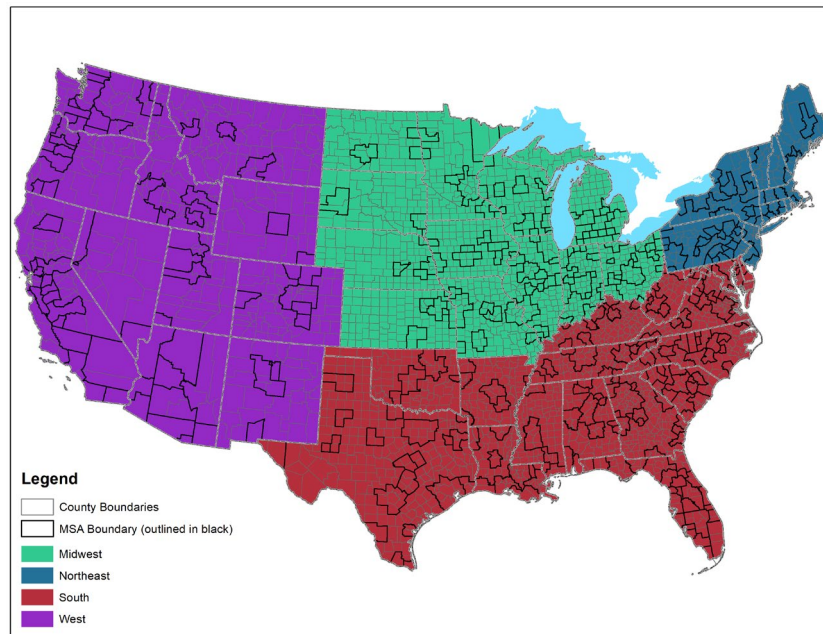 Legend
County Boundaries
MSA Boundary (outlined in black)
Midwest
Northeast
South
West